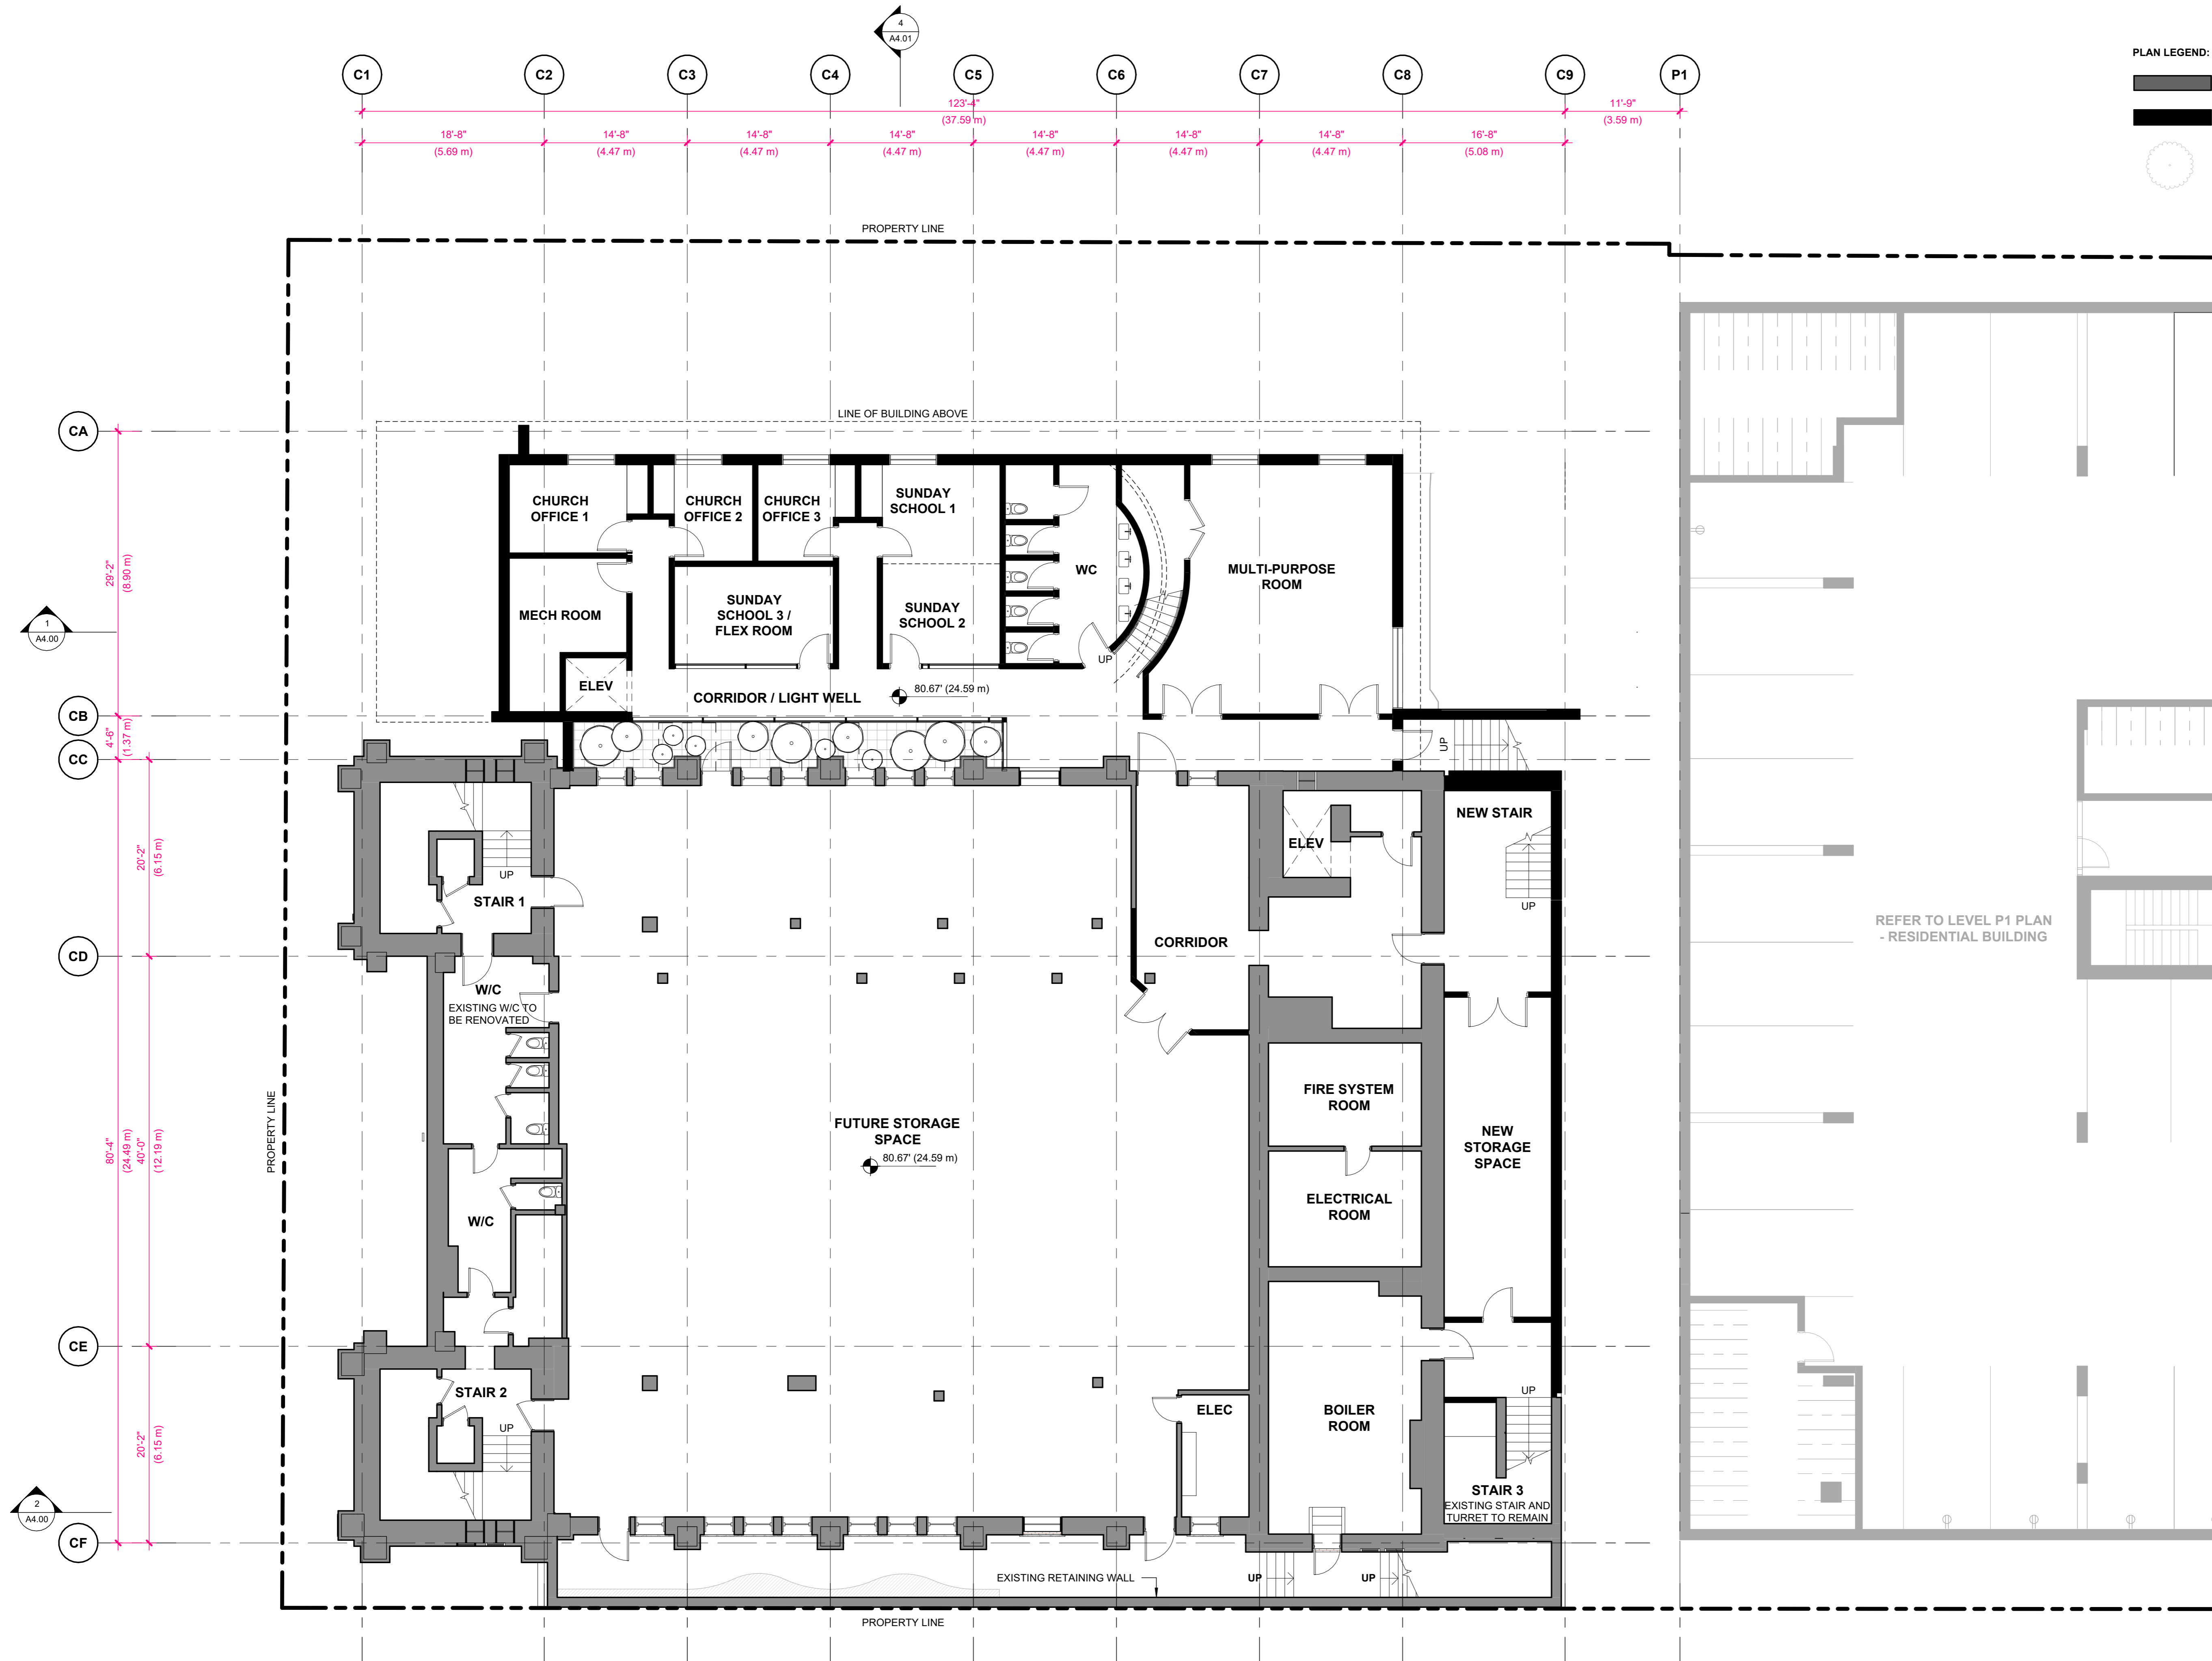 4
A4.01
PLAN LEGEND:
C1
C2
C3
C4
C5
C6
C7
C8
C9
P1
123'-4"
(37.59 m)
11'-9"
(3.59 m)
18'-8"
(5.69 m)
14'-8"
(4.47 m)
14'-8"
(4.47 m)
14'-8"
(4.47 m)
14'-8"
(4.47 m)
14'-8"
(4.47 m)
14'-8"
(4.47 m)
16'-8"
(5.08 m)
PROPERTY LINE
LINE OF BUILDING ABOVE
CA
29'-2"
(8.90 m)
1
A4.00
CB
4'-6"
(1.37 m)
CC
20'-2"
(6.15 m)
CD
80'-4"
(24.49 m)
40'-0"
(12.19 m)
CE
20'-2"
(6.15 m)
2
A4.00
CF
PROPERTY LINE
CHURCH
OFFICE 1
CHURCH
OFFICE 2
CHURCH
OFFICE 3
SUNDAY
SCHOOL 1
MECH ROOM
SUNDAY
SCHOOL 3 /
FLEX ROOM
SUNDAY
SCHOOL 2
WC
MULTI-PURPOSE
ROOM
UP
ELEV
CORRIDOR / LIGHT WELL
80.67' (24.59 m)
UP
NEW STAIR
ELEV
UP
UP
STAIR 1
CORRIDOR
REFER TO LEVEL P1 PLAN
- RESIDENTIAL BUILDING
W/C
EXISTING W/C TO
BE RENOVATED
FIRE SYSTEM
ROOM
FUTURE STORAGE
SPACE
80.67' (24.59 m)
NEW
STORAGE
SPACE
ELECTRICAL
ROOM
W/C
STAIR 2
UP
ELEC
BOILER
ROOM
UP
STAIR 3
EXISTING STAIR AND
TURRET TO REMAIN
EXISTING RETAINING WALL
UP
UP
PROPERTY LINE